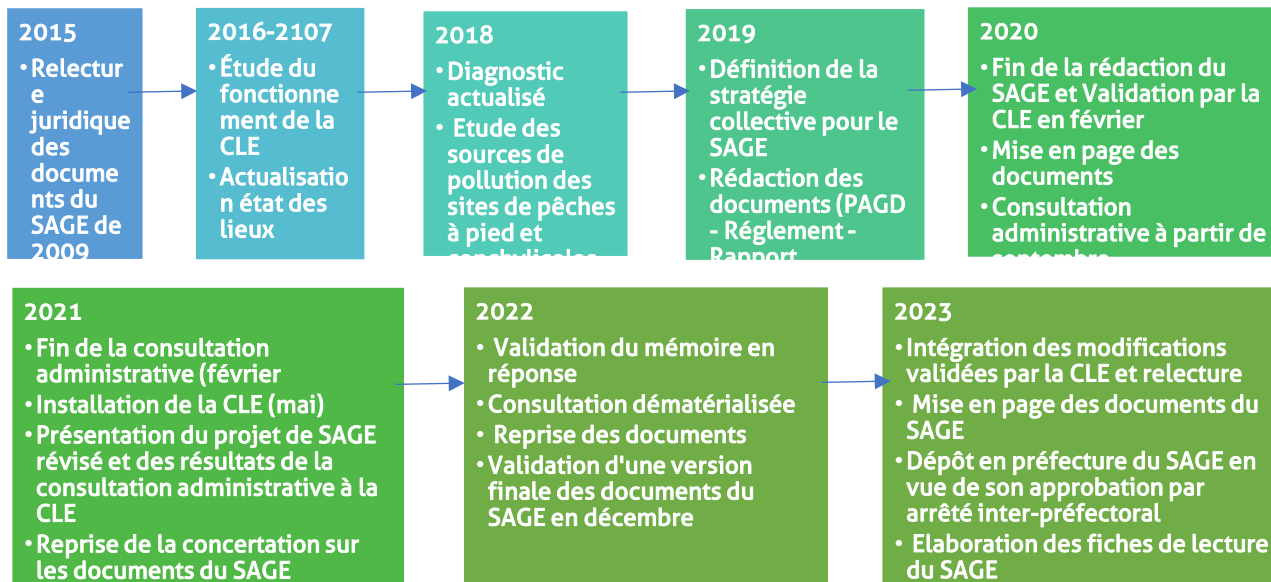 2015
• Relectur
e
juridique
des
docume
nts du
SAGE de
2009
2016-2107
• Étude du
fonctionne
ment de la
CLE
• Actualisatio
n état des
lieux
2018
• Diagnostic
actualisé
• Etude des
sources de
pollution des
sites de pêches
à pied et
conchylicoles
2019
• Définition de la
stratégie
collective pour le
SAGE
• Rédaction des
documents (PAGD
- Réglement -
Rapport
2020
• Fin de la rédaction du
SAGE et Validation par la
CLE en février
• Mise en page des
documents
• Consultation
administrative à partir de
septembre
2021
• Fin de la consultation
administrative (février
• Installation de la CLE (mai)
• Présentation du projet de SAGE
révisé et des résultats de la
consultation administrative à la
CLE
• Reprise de la concertation sur
les documents du SAGE
2022
• Validation du mémoire en
réponse
• Consultation dématérialisée
• Reprise des documents
• Validation d'une version
finale des documents du
SAGE en décembre
2023
• Intégration des modifications
validées par la CLE et relecture
• Mise en page des documents du
SAGE
• Dépôt en préfecture du SAGE en
vue de son approbation par
arrêté inter-préfectoral
• Elaboration des fiches de lecture
du SAGE